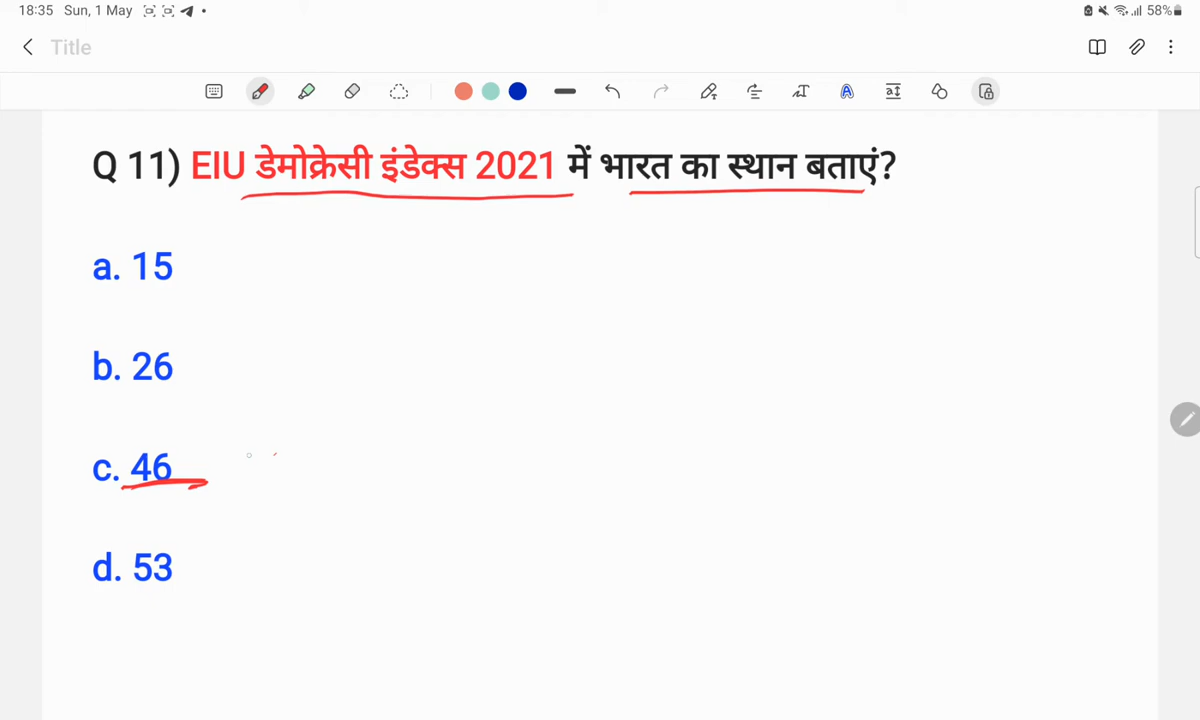 18:35 Sun, 1 May 58%
Title
Q 11) EIU डेमोक्रेसी इंडेक्स 2021 में भारत का स्थान बताएं?
a. 15
b. 26
c. 46
d. 53